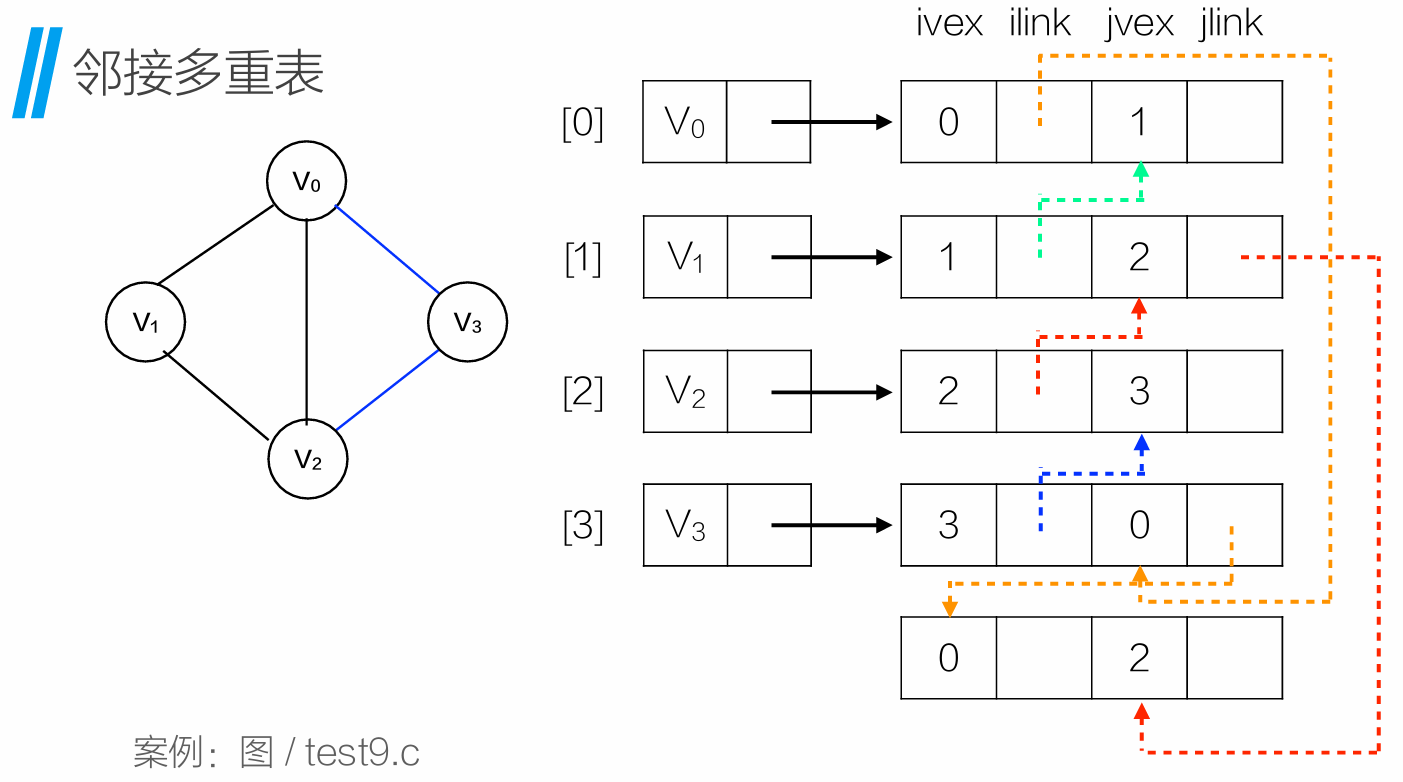 邻接多重表
V₀
V₁
V₃
V₂
案例：图 / test9.c
ivex ilink jvex jlink
[0] V₀ 0 1
[1] V₁ 1 2
[2] V₂ 2 3
[3] V₃ 3 0
0 2